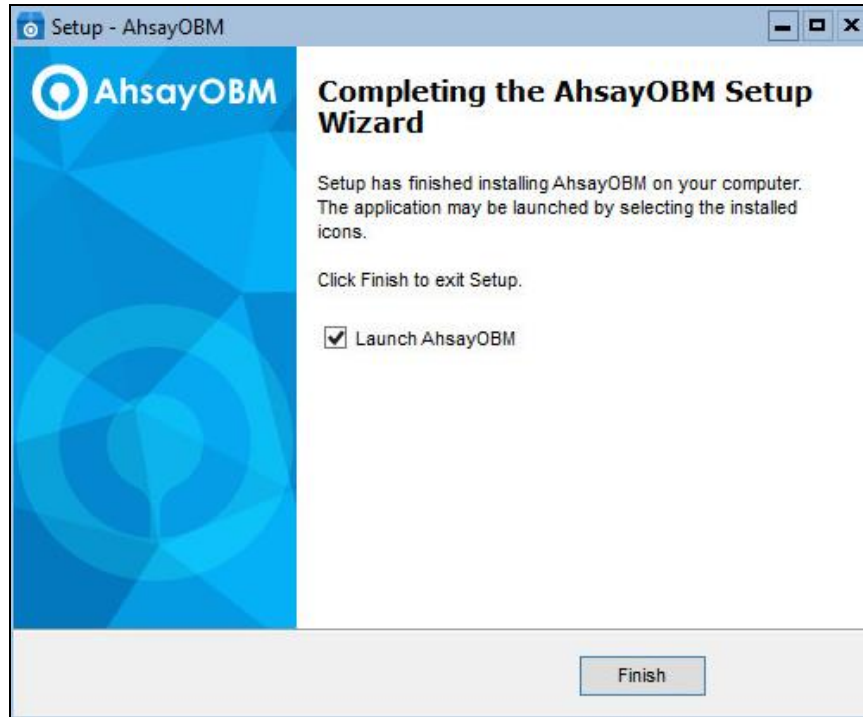 Setup - AhsayOBM
AhsayOBM
Completing the AhsayOBM Setup
Wizard
Setup has finished installing AhsayOBM on your computer.
The application may be launched by selecting the installed
icons.
Click Finish to exit Setup.
Launch AhsayOBM
Finish